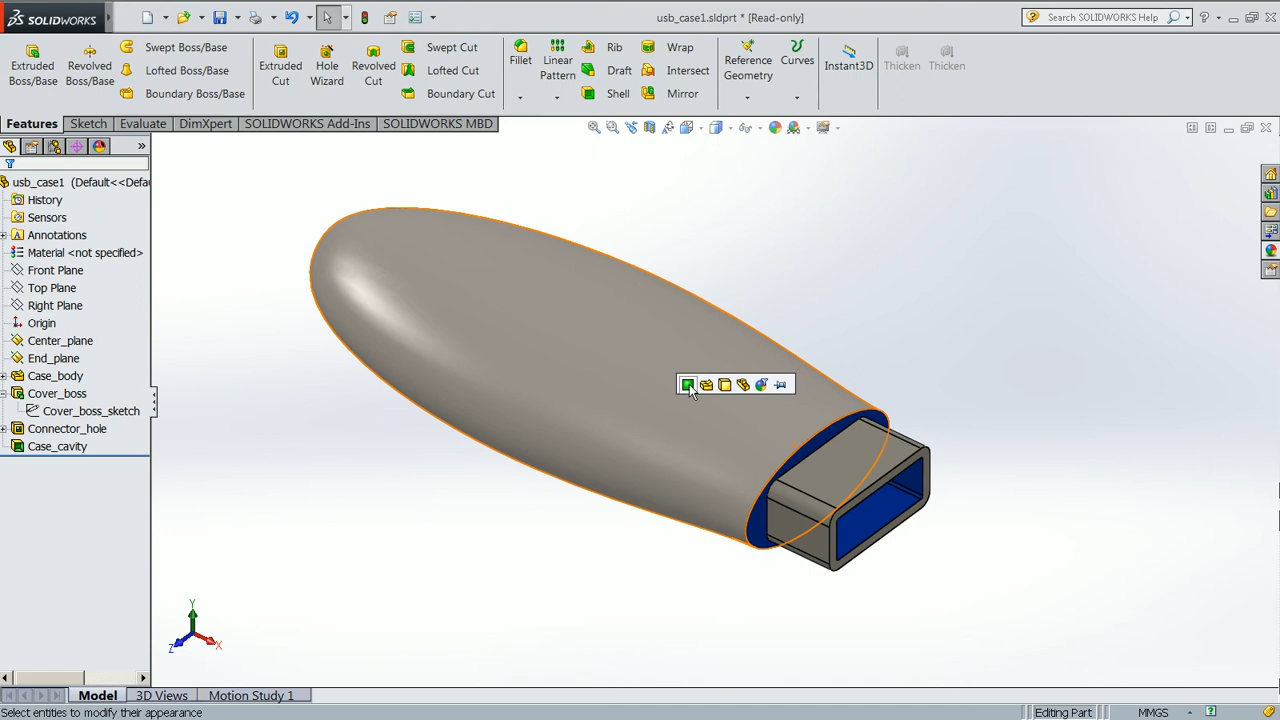 SOLIDWORKS
usb_case1.sldprt * [Read-only]
Search SOLIDWORKS Help
Extruded Boss/Base
Revolved Boss/Base
Swept Boss/Base
Lofted Boss/Base
Boundary Boss/Base
Extruded Cut
Hole Wizard
Revolved Cut
Swept Cut
Lofted Cut
Boundary Cut
Fillet
Linear Pattern
Rib
Draft
Shell
Wrap
Intersect
Mirror
Reference Geometry
Curves
Instant3D
Thicken
Thicken
Features
Sketch
Evaluate
DimXpert
SOLIDWORKS Add-Ins
SOLIDWORKS MBD
usb_case1 (Default<<Defau
History
Sensors
Annotations
Material <not specified>
Front Plane
Top Plane
Right Plane
Origin
Center_plane
End_plane
Case_body
Cover_boss
Cover_boss_sketch
Connector_hole
Case_cavity
Y
Z
X
Model
3D Views
Motion Study 1
Select entities to modify their appearance
Editing Part
MMGS